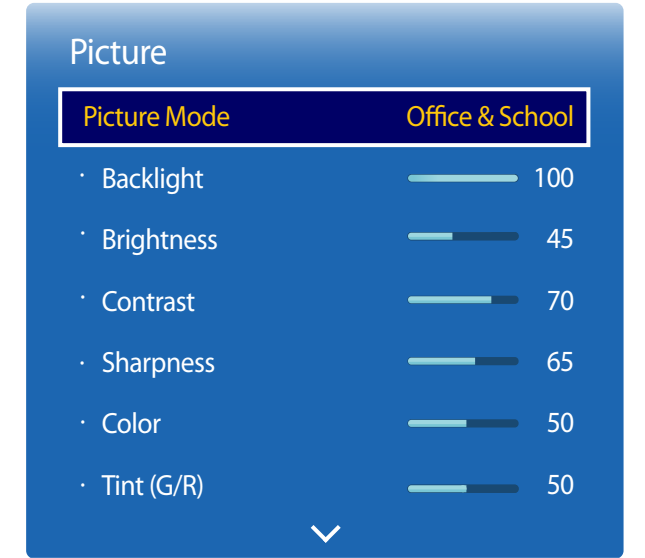 Picture
Picture Mode Office & School
· Backlight 100
· Brightness 45
· Contrast 70
· Sharpness 65
· Color 50
· Tint (G/R) 50